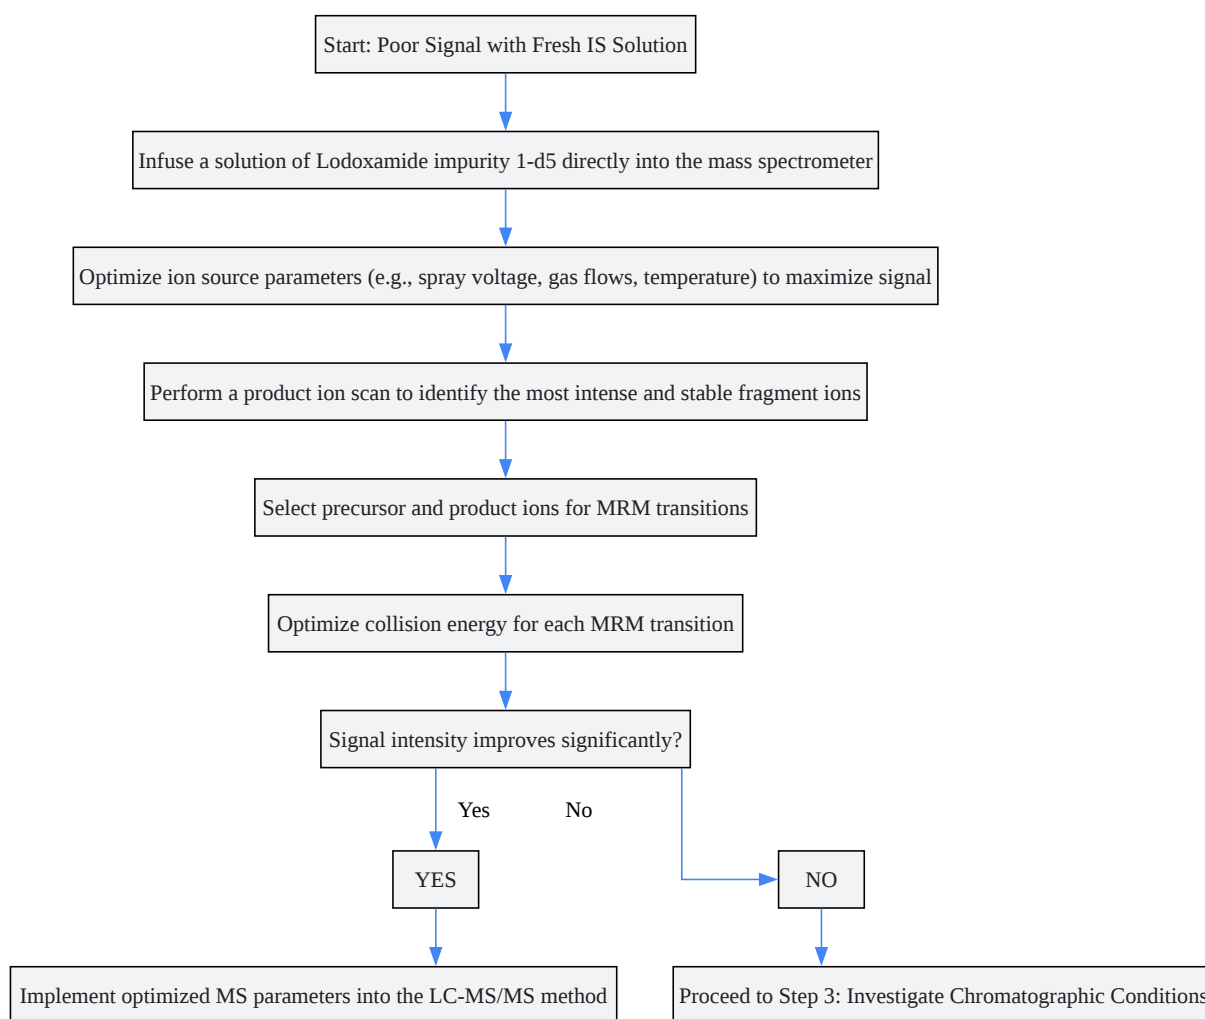 Start: Poor Signal with Fresh IS Solution
Infuse a solution of Lodoxamide impurity 1-d5 directly into the mass spectrometer
Optimize ion source parameters (e.g., spray voltage, gas flows, temperature) to maximize signal
Perform a product ion scan to identify the most intense and stable fragment ions
Select precursor and product ions for MRM transitions
Optimize collision energy for each MRM transition
Signal intensity improves significantly?
Yes
No
YES
NO
Implement optimized MS parameters into the LC-MS/MS method
Proceed to Step 3: Investigate Chromatographic Conditions